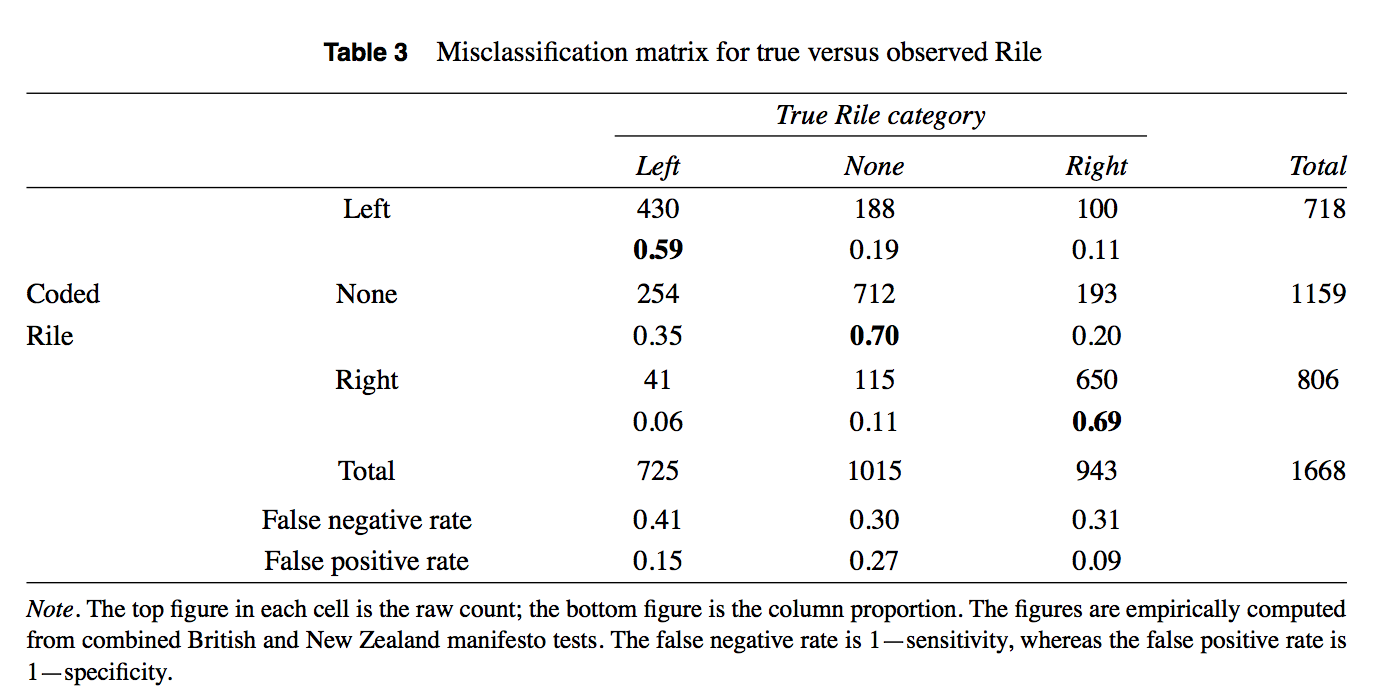 Table 3 Misclassification matrix for true versus observed Rile
True Rile category
Left None Right Total
Left 430 188 100 718
0.59 0.19 0.11
Coded None 254 712 193 1159
Rile 0.35 0.70 0.20
Right 41 115 650 806
0.06 0.11 0.69
Total 725 1015 943 1668
False negative rate 0.41 0.30 0.31
False positive rate 0.15 0.27 0.09
Note. The top figure in each cell is the raw count; the bottom figure is the column proportion. The figures are empirically computed
from combined British and New Zealand manifesto tests. The false negative rate is 1—sensitivity, whereas the false positive rate is
1—specificity.